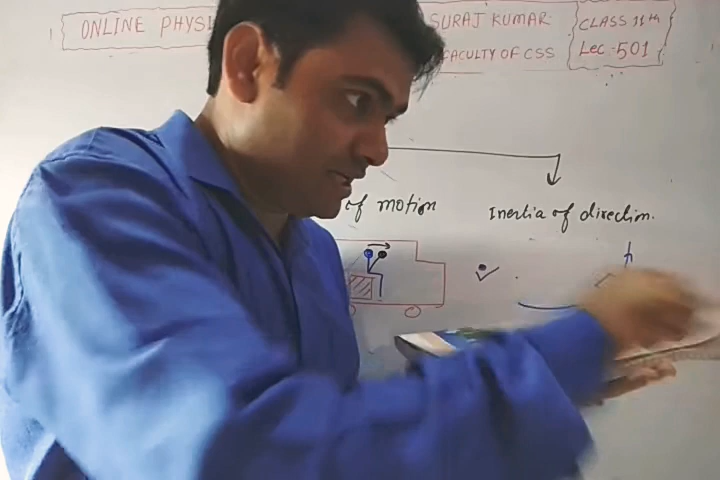 ONLINE PHYSI
SURAJ KUMAR
FACULTY OF CSS
CLASS 11th
Lec-501
of motion
Inertia of direction.